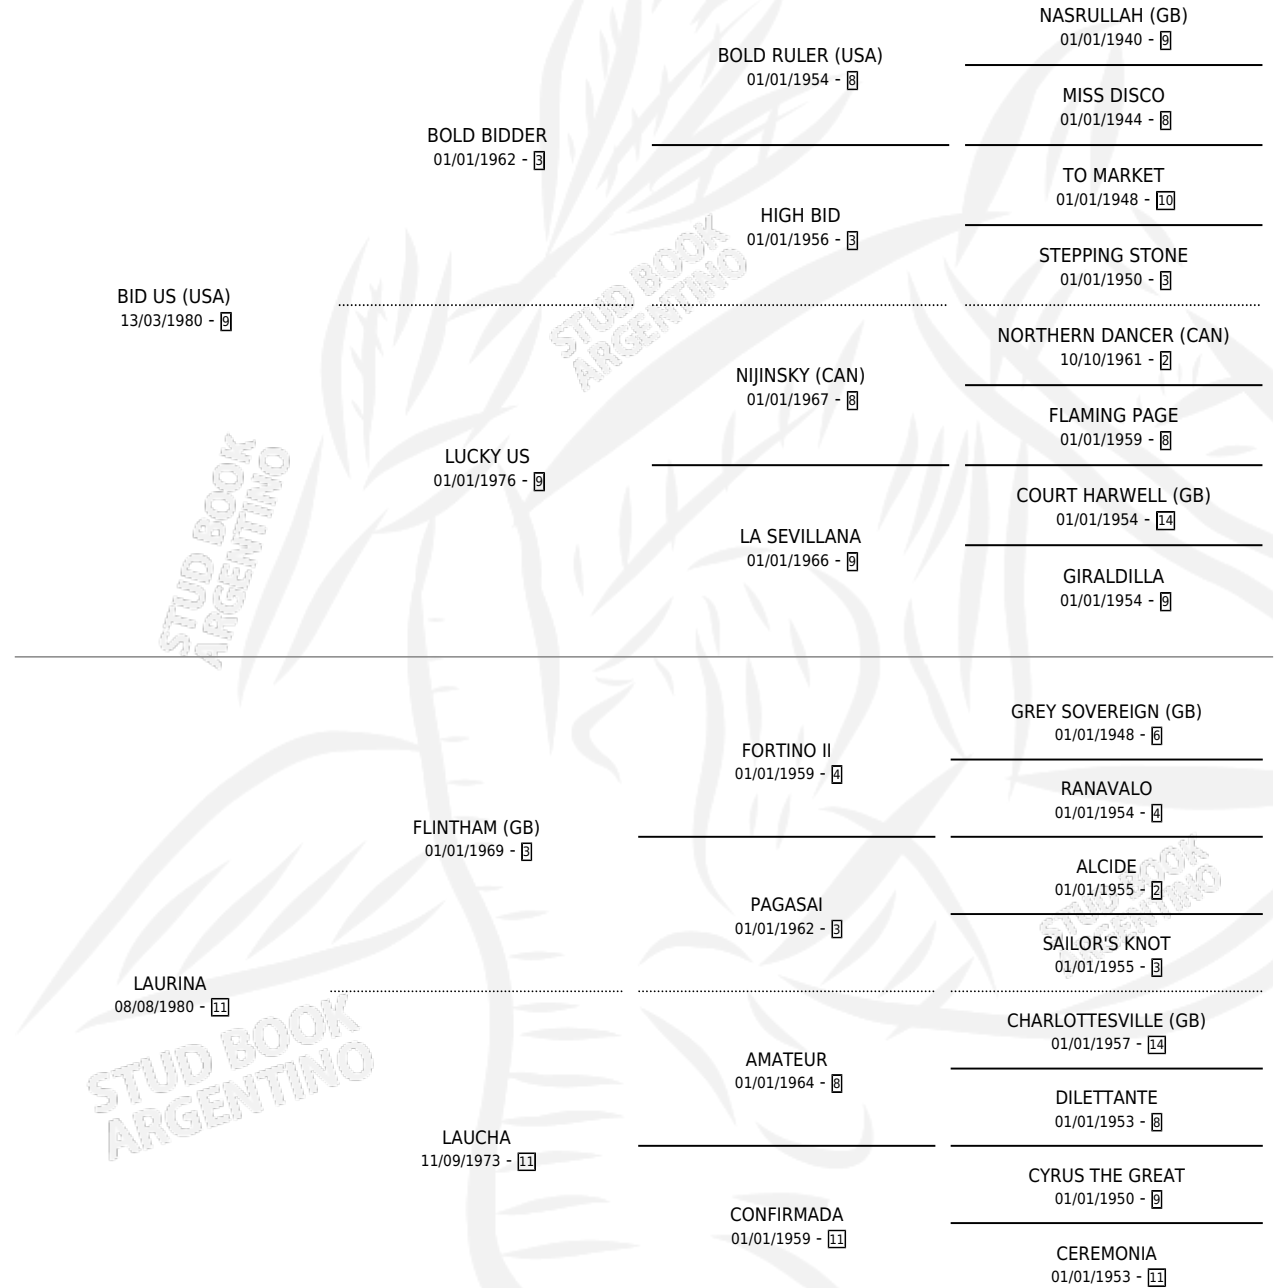 NASRULLAH (GB)
01/01/1940 - 9
BOLD RULER (USA)
01/01/1954 - 8
MISS DISCO
01/01/1944 - 8
BOLD BIDDER
01/01/1962 - 3
TO MARKET
01/01/1948 - 10
HIGH BID
01/01/1956 - 3
STEPPING STONE
01/01/1950 - 3
BID US (USA)
13/03/1980 - 9
NORTHERN DANCER (CAN)
10/10/1961 - 2
NIJINSKY (CAN)
01/01/1967 - 8
FLAMING PAGE
01/01/1959 - 8
LUCKY US
01/01/1976 - 9
COURT HARWELL (GB)
01/01/1954 - 14
LA SEVILLANA
01/01/1966 - 9
GIRALDILLA
01/01/1954 - 9
GREY SOVEREIGN (GB)
01/01/1948 - 6
FORTINO II
01/01/1959 - 4
RANAVALO
01/01/1954 - 4
FLINTHAM (GB)
01/01/1969 - 3
ALCIDE
01/01/1955 - 2
PAGASAI
01/01/1962 - 3
SAILOR'S KNOT
01/01/1955 - 3
LAURINA
08/08/1980 - 11
CHARLOTTESVILLE (GB)
01/01/1957 - 14
AMATEUR
01/01/1964 - 8
DILETTANTE
01/01/1953 - 8
LAUCHA
11/09/1973 - 11
CYRUS THE GREAT
01/01/1950 - 9
CONFIRMADA
01/01/1959 - 11
CEREMONIA
01/01/1953 - 11
STUD BOOK
ARGENTINO
STUD BOOK
ARGENTINO
STUD BOOK
ARGENTINO
STUD BOOK
ARGENTINO